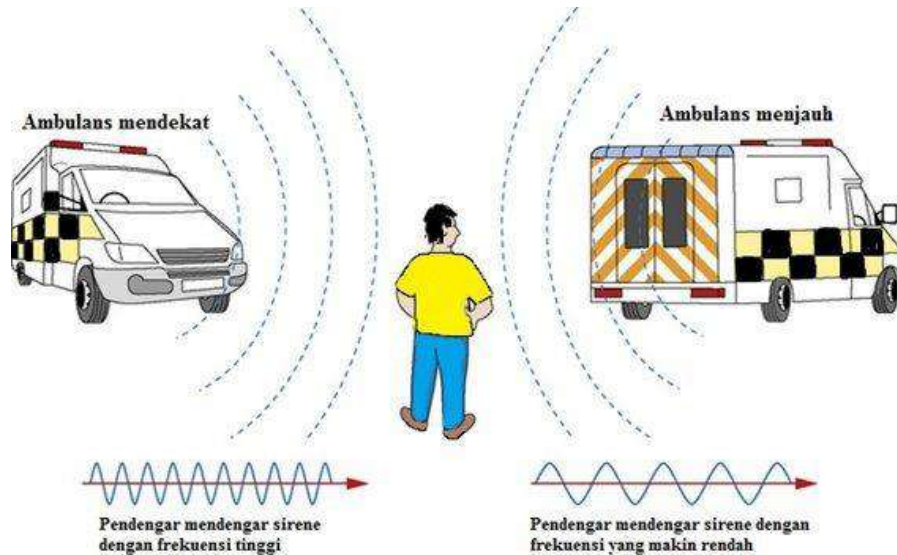 Ambulans mendekat
Ambulans menjauh
Pendengar mendengar sirene
dengan frekuensi tinggi
Pendengar mendengar sirene dengan
frekuensi yang makin rendah